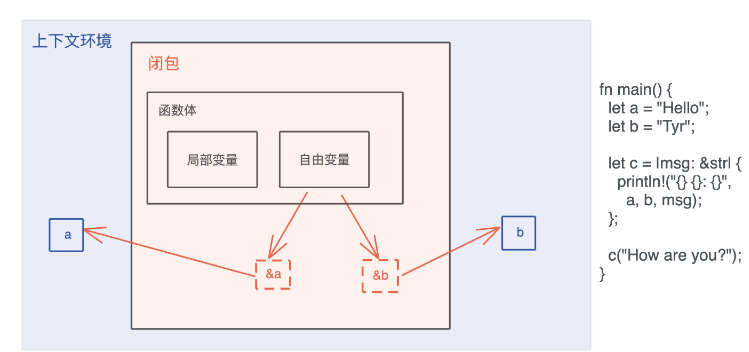 上下文环境
闭包
函数体
局部变量
自由变量
a
b
&a
&b
fn main() {
let a = "Hello";
let b = "Tyr";
let c = |msg: &str| {
println!("{} {}: {}",
a, b, msg);
};
c("How are you?");
}